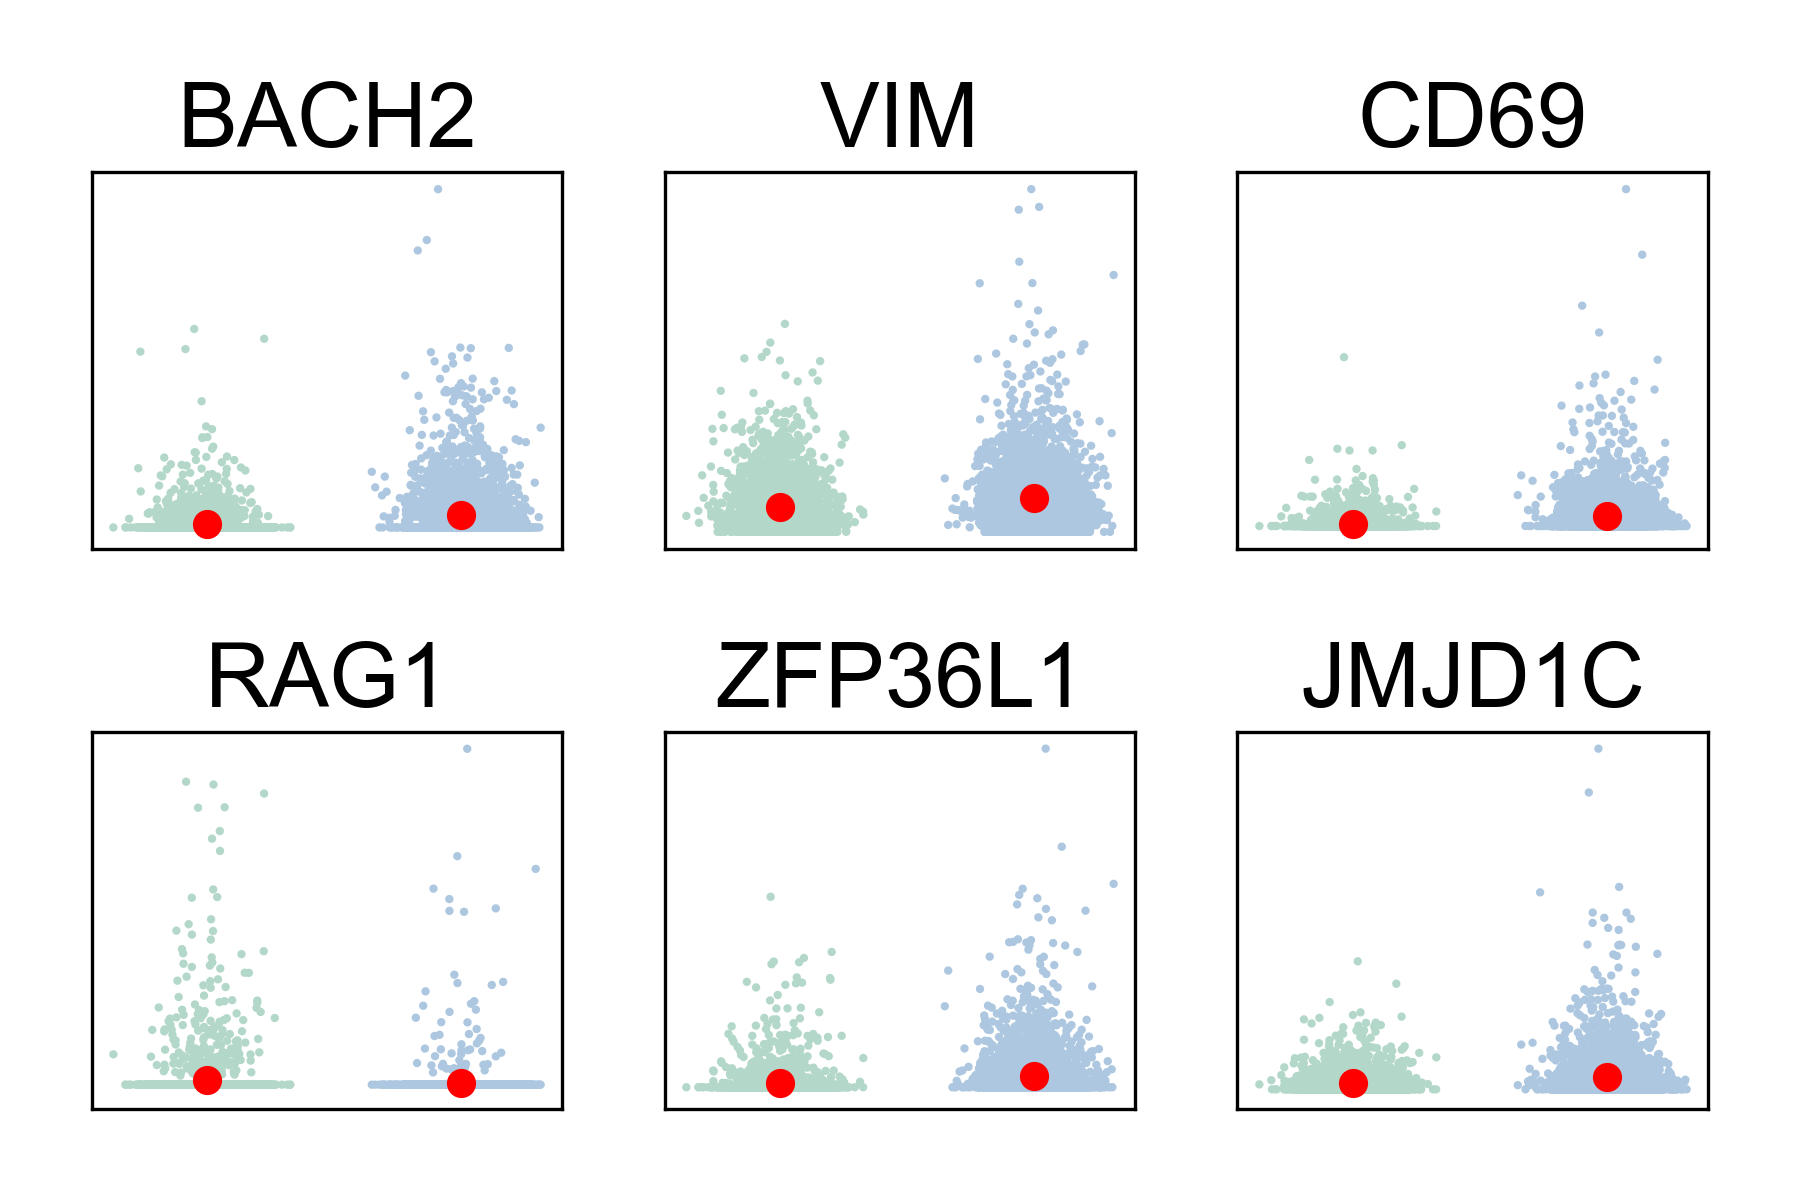 BACH2
VIM
CD69
RAG1
ZFP36L1
JMJD1C